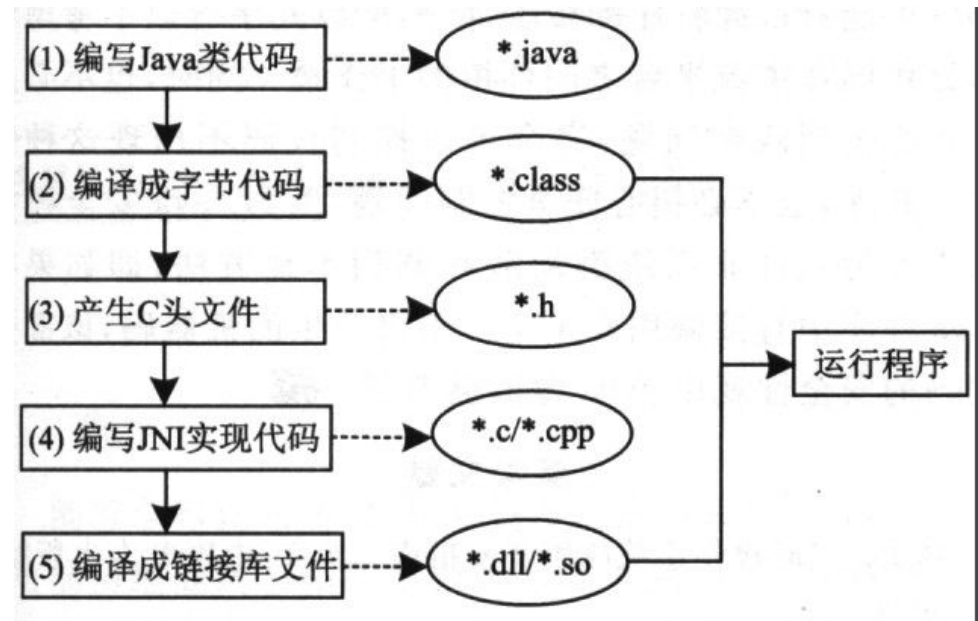 (1) 编写Java类代码
*.java
(2) 编译成字节代码
*.class
(3) 产生C头文件
*.h
运行程序
(4) 编写JNI实现代码
*.c/*.cpp
(5) 编译成链接库文件
*.dll/*.so